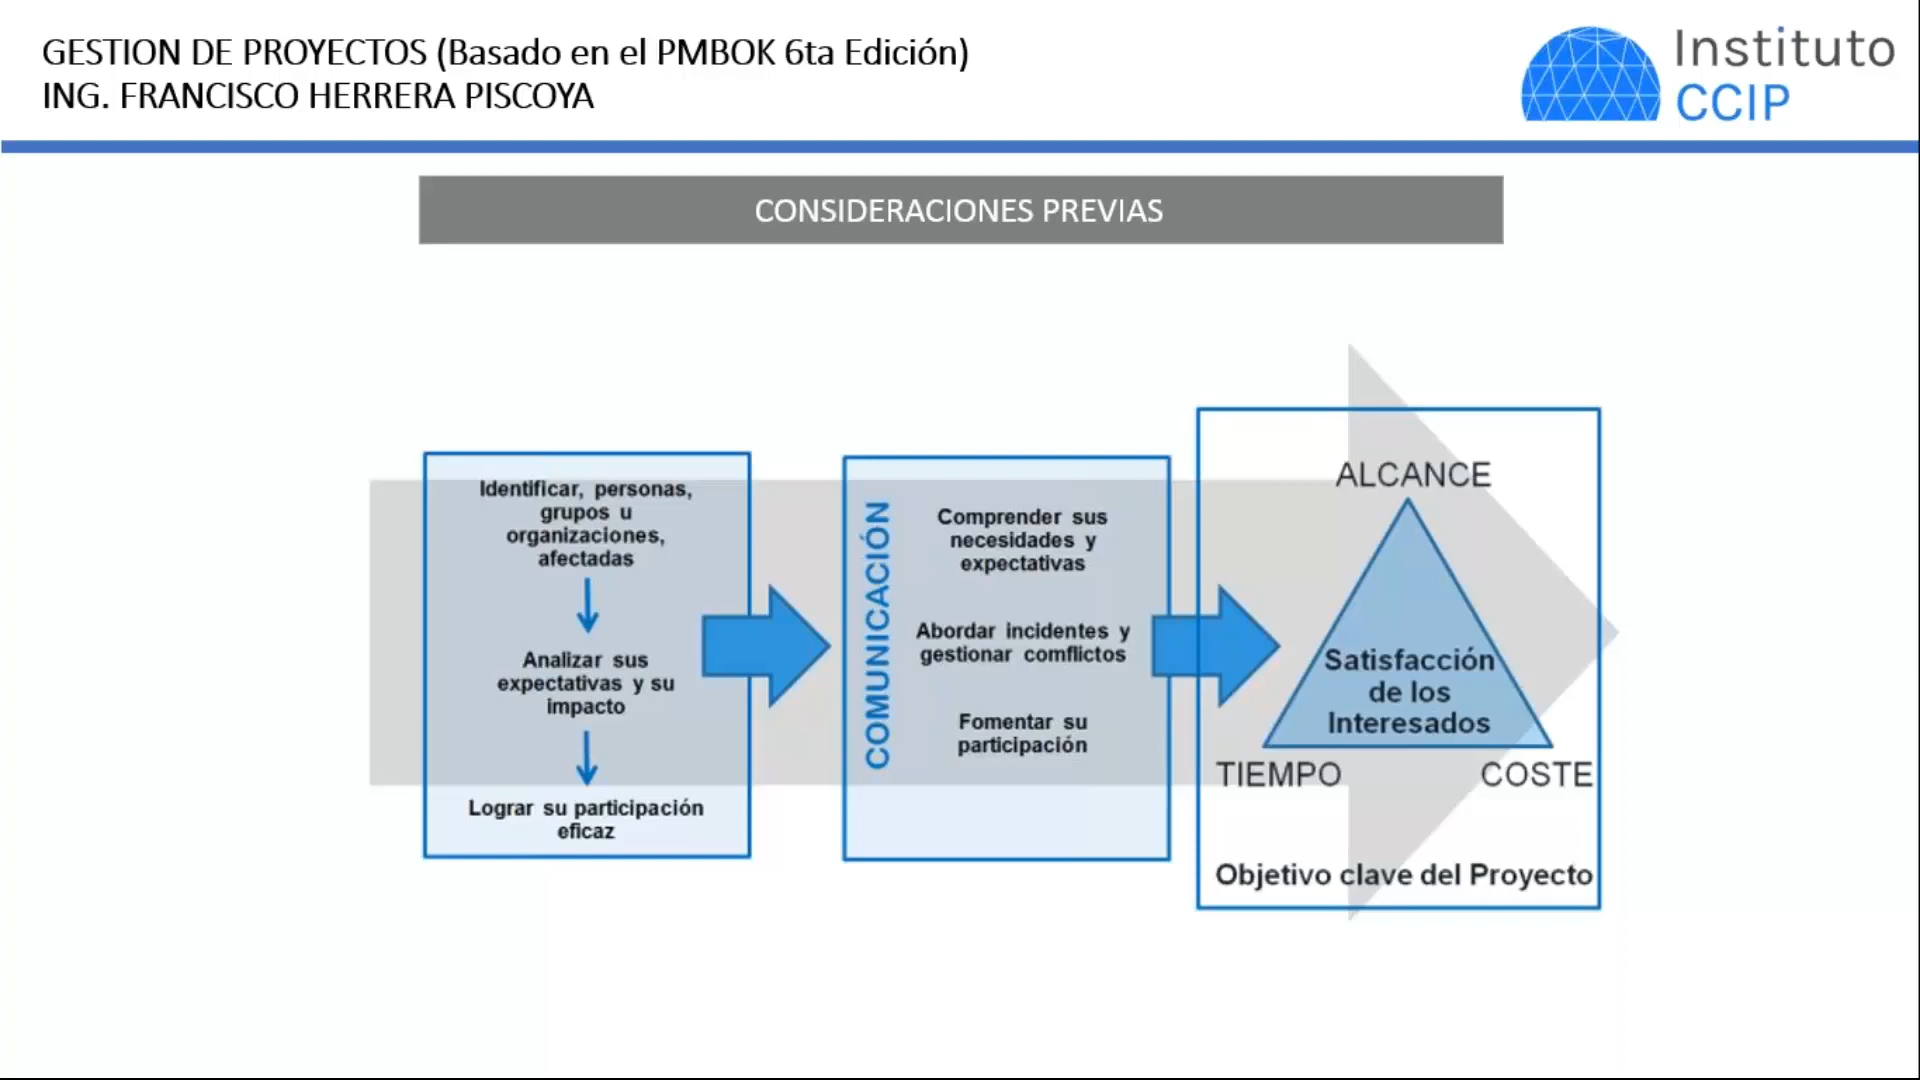 GESTION DE PROYECTOS (Basado en el PMBOK 6ta Edición)
ING. FRANCISCO HERRERA PISCOYA
Instituto
CCIP
CONSIDERACIONES PREVIAS
Identificar, personas,
grupos u
organizaciones,
afectadas
Analizar sus
expectativas y su
impacto
Lograr su participación
eficaz
COMUNICACIÓN
Comprender sus
necesidades y
expectativas
Abordar incidentes y
gestionar comflictos
Fomentar su
participación
ALCANCE
Satisfacción
de los
Interesados
TIEMPO
COSTE
Objetivo clave del Proyecto